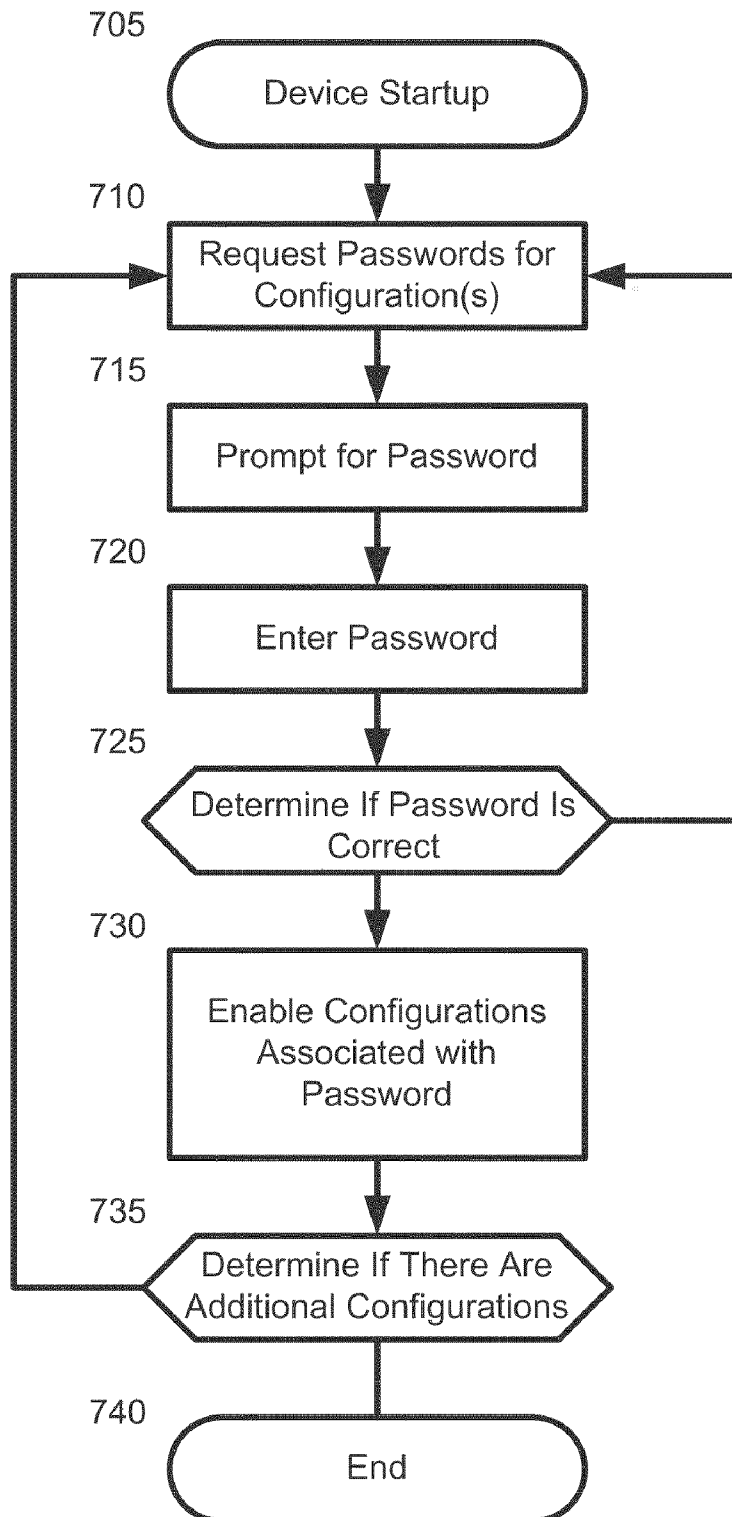 705
Device Startup
710
Request Passwords for
Configuration(s)
715
Prompt for Password
720
Enter Password
725
Determine If Password Is
Correct
730
Enable Configurations
Associated with
Password
735
Determine If There Are
Additional Configurations
740
End